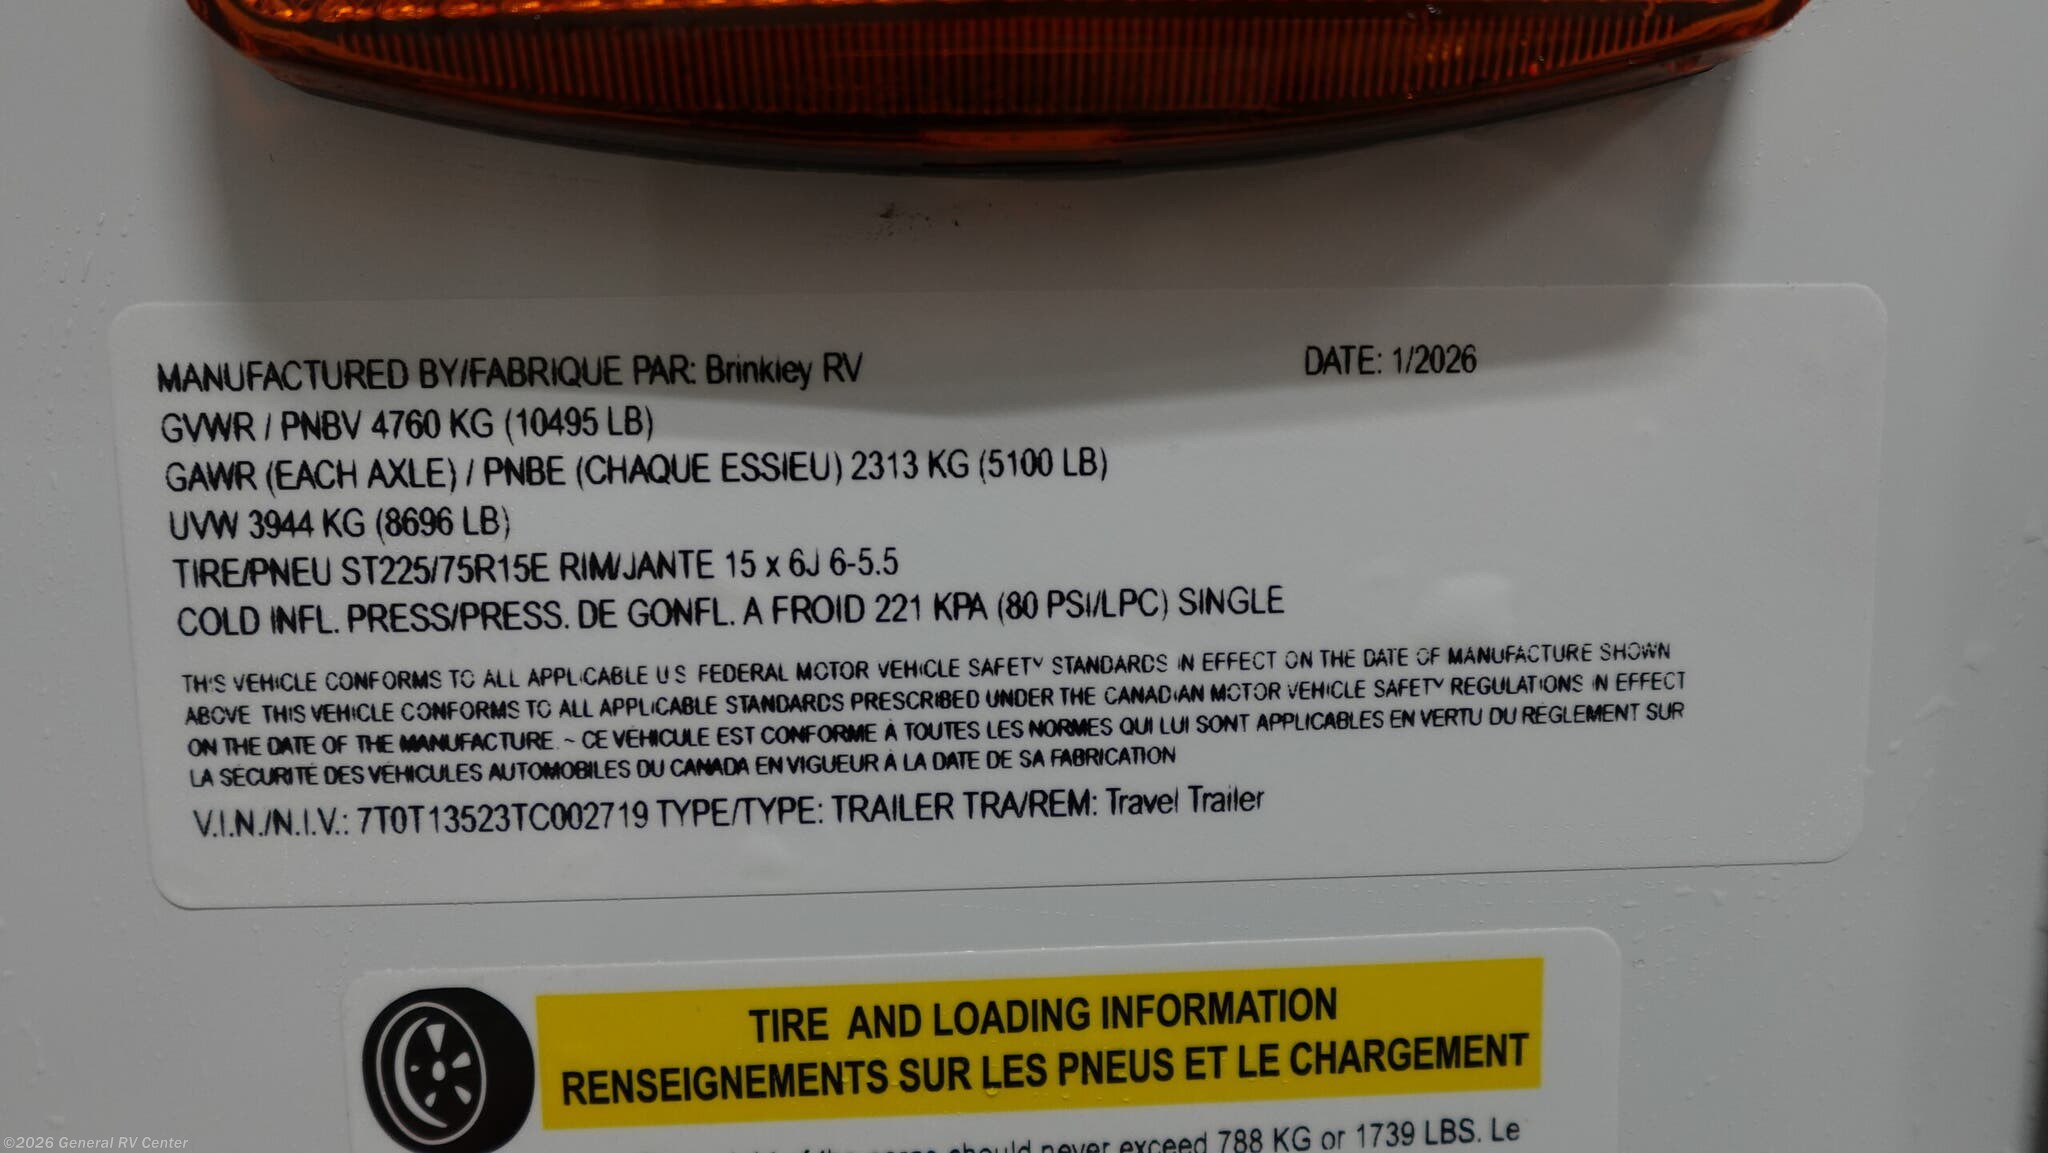 MANUFACTURED BY/FABRIQUE PAR: Brinkley RV DATE: 1/2026
GVWR / PNBV 4760 KG (10495 LB)
GAWR (EACH AXLE) / PNBE (CHAQUE ESSIEU) 2313 KG (5100 LB)
UVW 3944 KG (8696 LB)
TIRE/PNEU ST225/75R15E RIM/JANTE 15 x 6J 6-5.5
COLD INFL. PRESS/PRESS. DE GONFL. A FROID 221 KPA (80 PSI/LPC) SINGLE
THIS VEHICLE CONFORMS TO ALL APPLICABLE U S FEDERAL MOTOR VEHICLE SAFETY STANDARDS IN EFFECT ON THE DATE OF MANUFACTURE SHOWN
ABOVE THIS VEHICLE CONFORMS TO ALL APPLICABLE STANDARDS PRESCRIBED UNDER THE CANADIAN MOTOR VEHICLE SAFETY REGULATIONS IN EFFECT
ON THE DATE OF THE MANUFACTURE. ~ CE VÉHICULE EST CONFORME À TOUTES LES NORMES QUI LUI SONT APPLICABLES EN VERTU DU RÈGLEMENT SUR
LA SÉCURITÉ DES VÉHICULES AUTOMOBILES DU CANADA EN VIGUEUR À LA DATE DE SA FABRICATION
V.I.N./N.I.V.: 7T0T13523TC002719 TYPE/TYPE: TRAILER TRA/REM: Travel Trailer
TIRE AND LOADING INFORMATION
RENSEIGNEMENTS SUR LES PNEUS ET LE CHARGEMENT
should never exceed 788 KG or 1739 LBS. Le
©2026 General RV Center